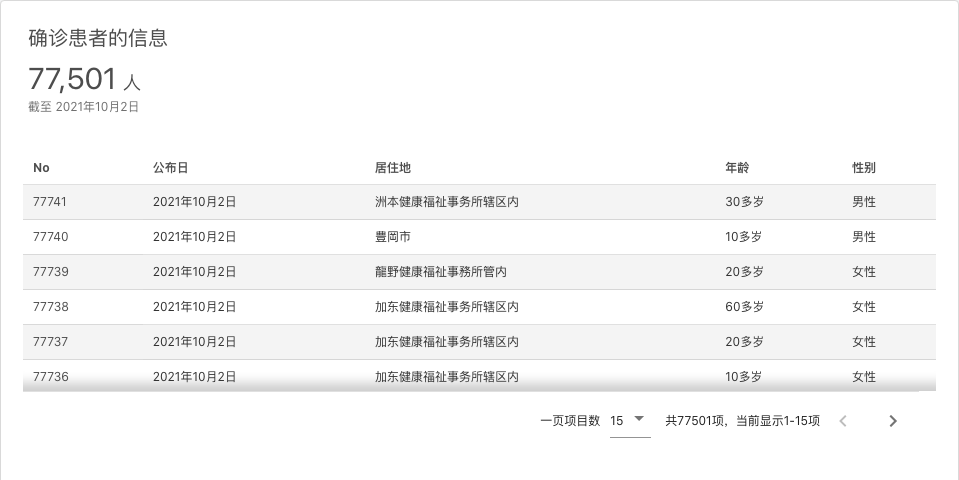 确诊患者的信息
77,501 人
截至 2021年10月2日
No 公布日 居住地 年龄 性别
77741 2021年10月2日 洲本健康福祉事务所辖区内 30多岁 男性
77740 2021年10月2日 豊岡市 10多岁 男性
77739 2021年10月2日 龍野健康福祉事務所管内 20多岁 女性
77738 2021年10月2日 加东健康福祉事务所辖区内 60多岁 女性
77737 2021年10月2日 加东健康福祉事务所辖区内 20多岁 女性
77736 2021年10月2日 加东健康福祉事务所辖区内 10多岁 女性
一页项目数 15 共77501项，当前显示1-15项